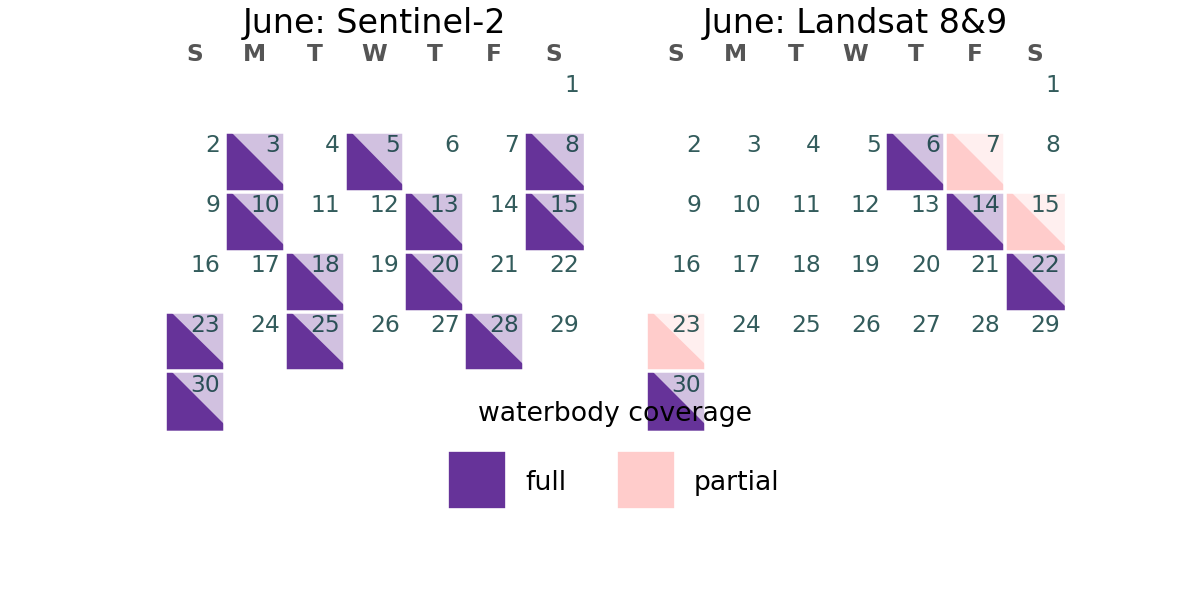 June: Sentinel-2
S M T W T F S
1
2 3 4 5 6 7 8
9 10 11 12 13 14 15
16 17 18 19 20 21 22
23 24 25 26 27 28 29
30
June: Landsat 8&9
S M T W T F S
1
2 3 4 5 6 7 8
9 10 11 12 13 14 15
16 17 18 19 20 21 22
23 24 25 26 27 28 29
30
waterbody coverage
full partial